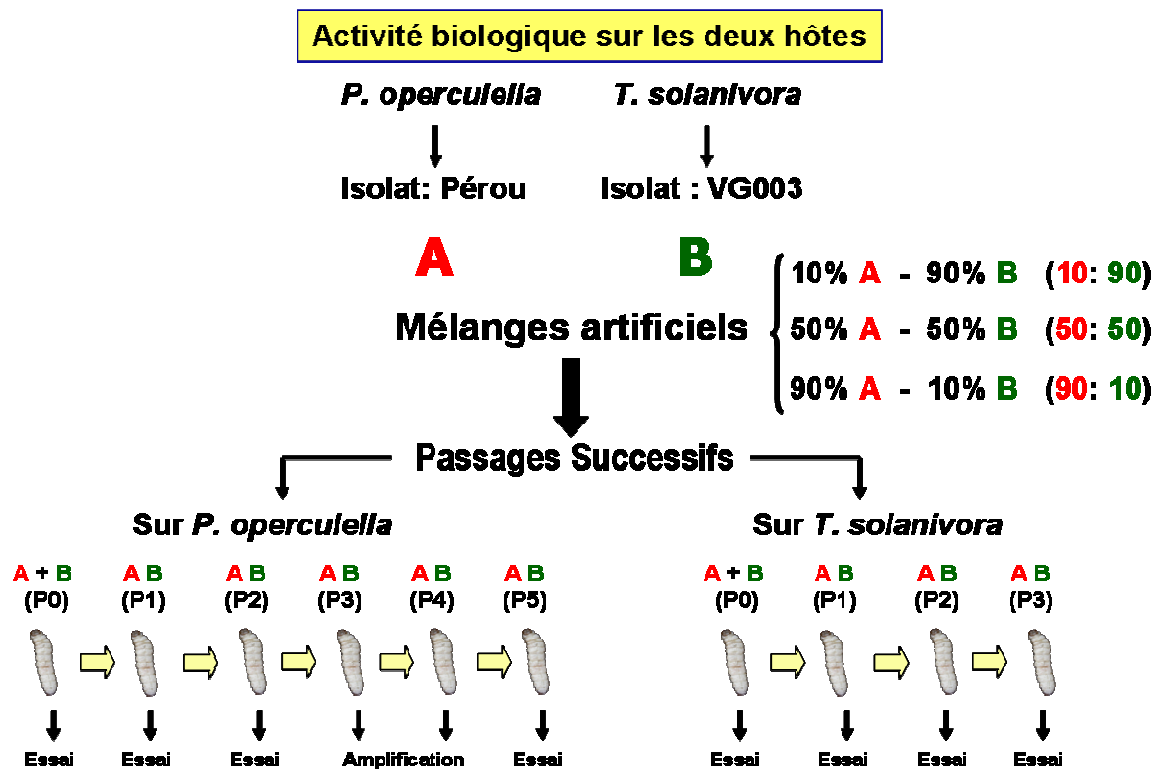 Activité biologique sur les deux hôtes
P. operculella T. solanivora
Isolat: Pérou Isolat : VG003
A B
10% A - 90% B (10: 90)
Mélanges artificiels 50% A - 50% B (50: 50)
90% A - 10% B (90: 10)
Passages Successifs
Sur P. operculella Sur T. solanivora
A + B A B A B A B A B A B A + B A B A B A B
(P0) (P1) (P2) (P3) (P4) (P5) (P0) (P1) (P2) (P3)
Essai Essai Essai Amplification Essai Essai Essai Essai Essai